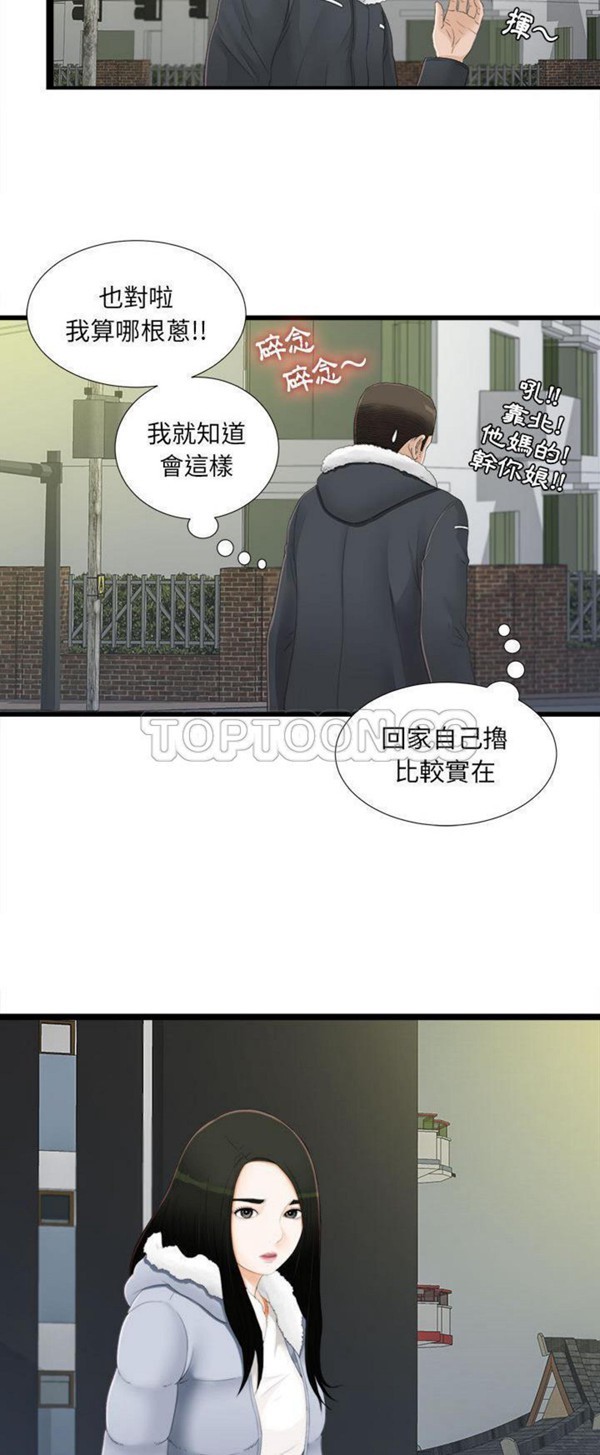 揮～
也對啦
我算哪根蔥!!
碎念
碎念～
我就知道
會這樣
吼!!
靠北!
他媽的!
幹你娘!!
TOPTOON.CC
回家自己擼
比較實在